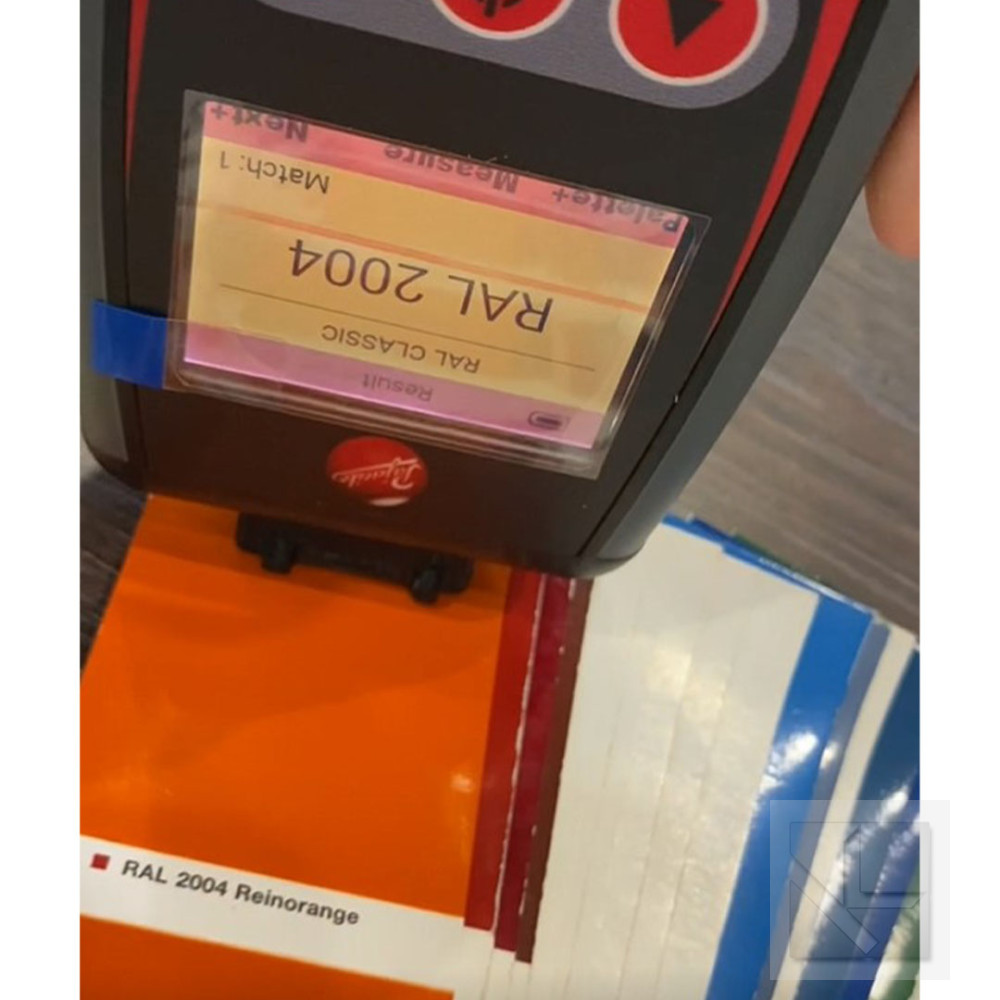 Next+ Measure Palette+
Match: 1
RAL 2004
RAL CLASSIC
Result
RAL 2004 Reinorange